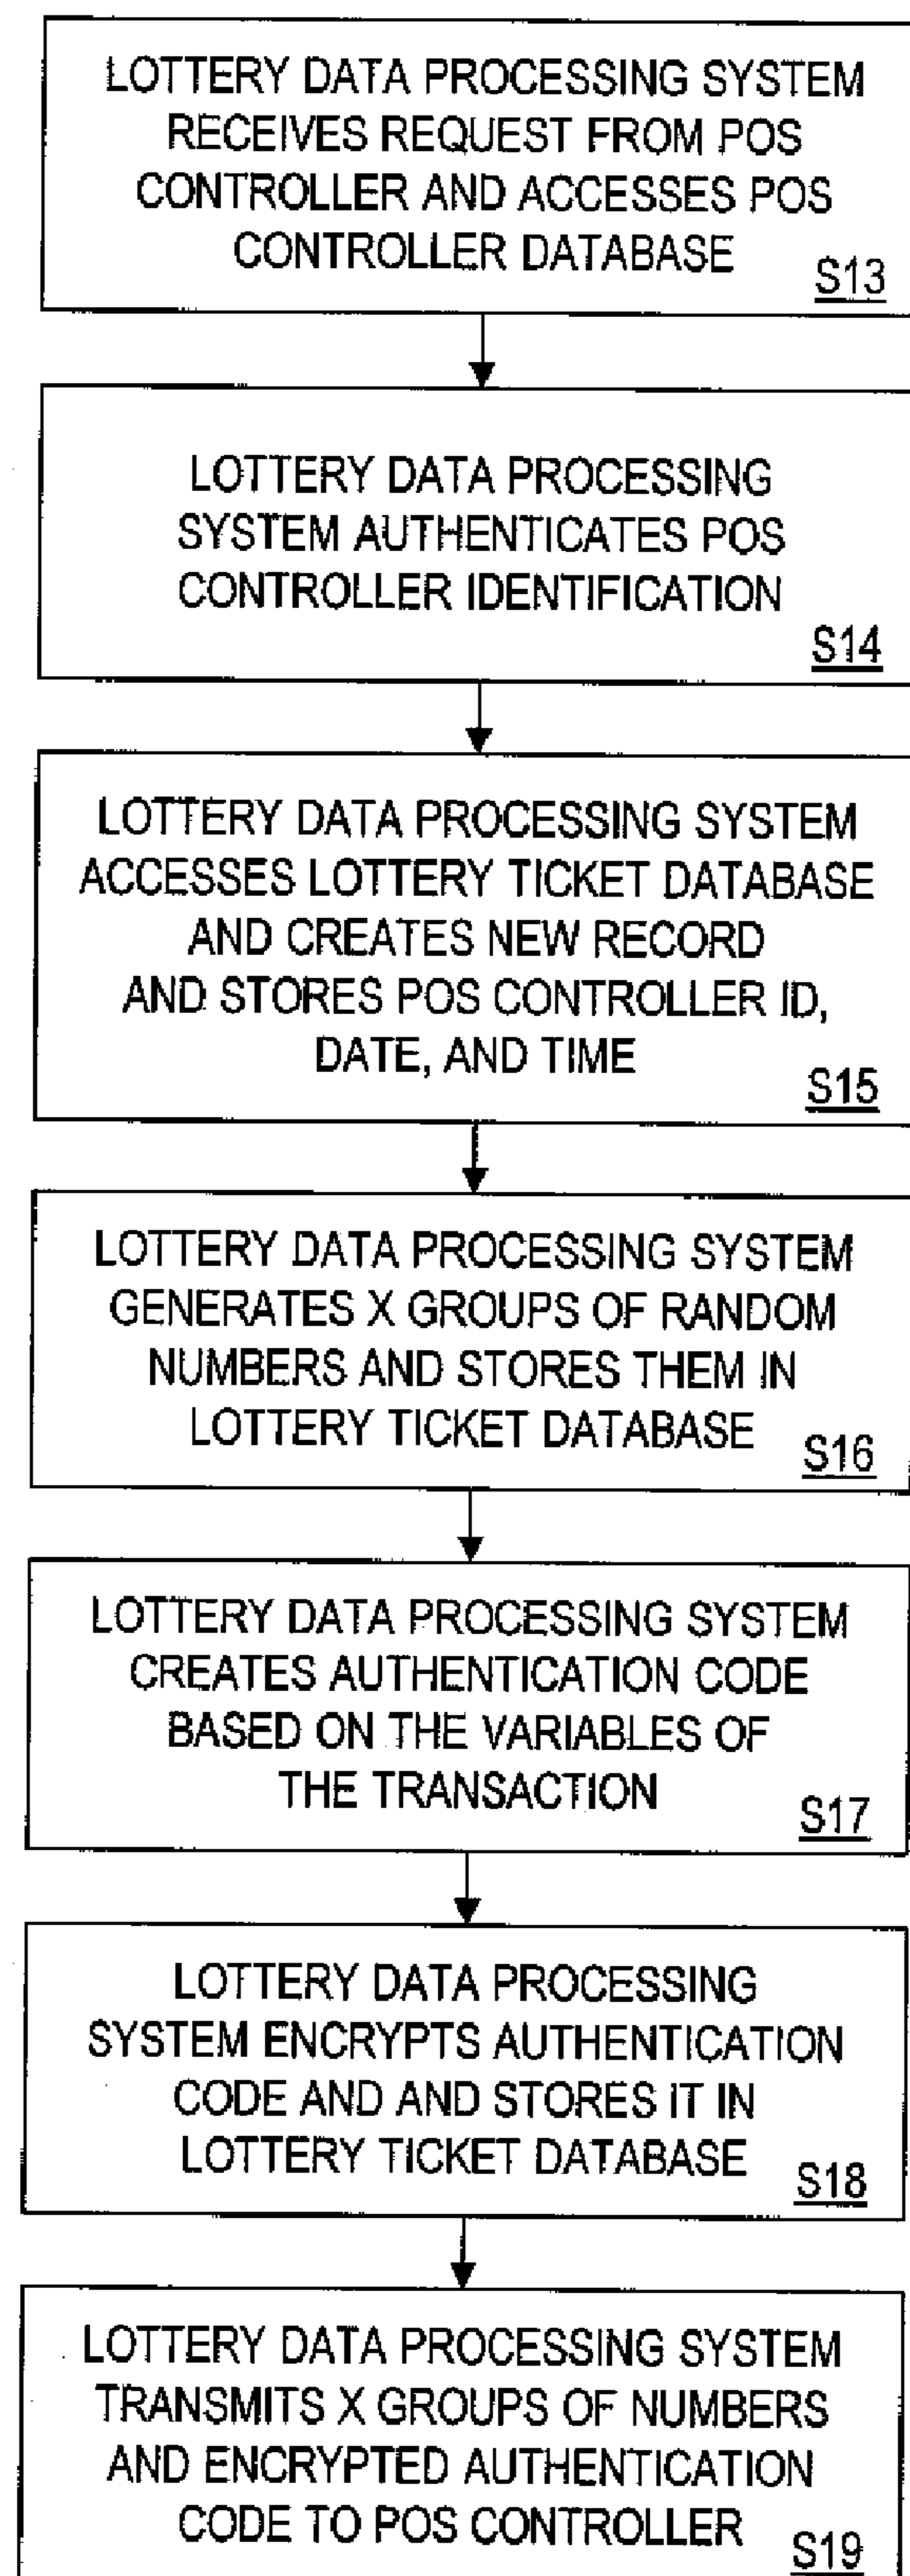 LOTTERY DATA PROCESSING SYSTEM
RECEIVES REQUEST FROM POS
CONTROLLER AND ACCESSES POS
CONTROLLER DATABASE
S13
LOTTERY DATA PROCESSING
SYSTEM AUTHENTICATES POS
CONTROLLER IDENTIFICATION
S14
LOTTERY DATA PROCESSING SYSTEM
ACCESSES LOTTERY TICKET DATABASE
AND CREATES NEW RECORD
AND STORES POS CONTROLLER ID,
DATE, AND TIME
S15
LOTTERY DATA PROCESSING SYSTEM
GENERATES X GROUPS OF RANDOM
NUMBERS AND STORES THEM IN
LOTTERY TICKET DATABASE
S16
LOTTERY DATA PROCESSING SYSTEM
CREATES AUTHENTICATION CODE
BASED ON THE VARIABLES OF
THE TRANSACTION
S17
LOTTERY DATA PROCESSING
SYSTEM ENCRYPTS AUTHENTICATION
CODE AND AND STORES IT IN
LOTTERY TICKET DATABASE
S18
LOTTERY DATA PROCESSING SYSTEM
TRANSMITS X GROUPS OF NUMBERS
AND ENCRYPTED AUTHENTICATION
CODE TO POS CONTROLLER
S19